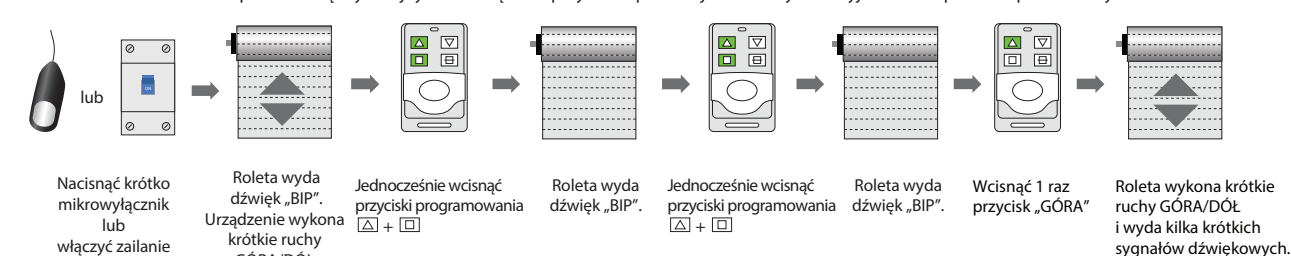 lub
ON
Nacisnąć krótko
mikrowyłącznik
lub
włączyć zailanie
Roleta wyda
dźwięk „BIP”.
Urządzenie wykona
krótkie ruchy
Jednocześnie wcisnąć
przyciski programowania
+
Roleta wyda
dźwięk „BIP”.
Jednocześnie wcisnąć
przyciski programowania
+
Roleta wyda
dźwięk „BIP”.
Wcisnąć 1 raz
przycisk „GÓRA”
Roleta wykona krótkie
ruchy GÓRA/DÓŁ
i wyda kilka krótkich
sygnałów dźwiękowych.